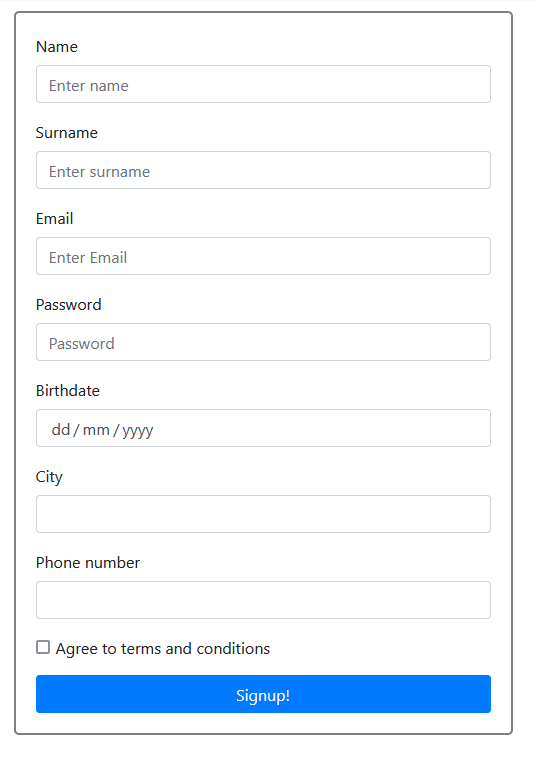 Name
Enter name
Surname
Enter surname
Email
Enter Email
Password
Password
Birthdate
dd/mm/yyyy
City
Phone number
Agree to terms and conditions
Signup!